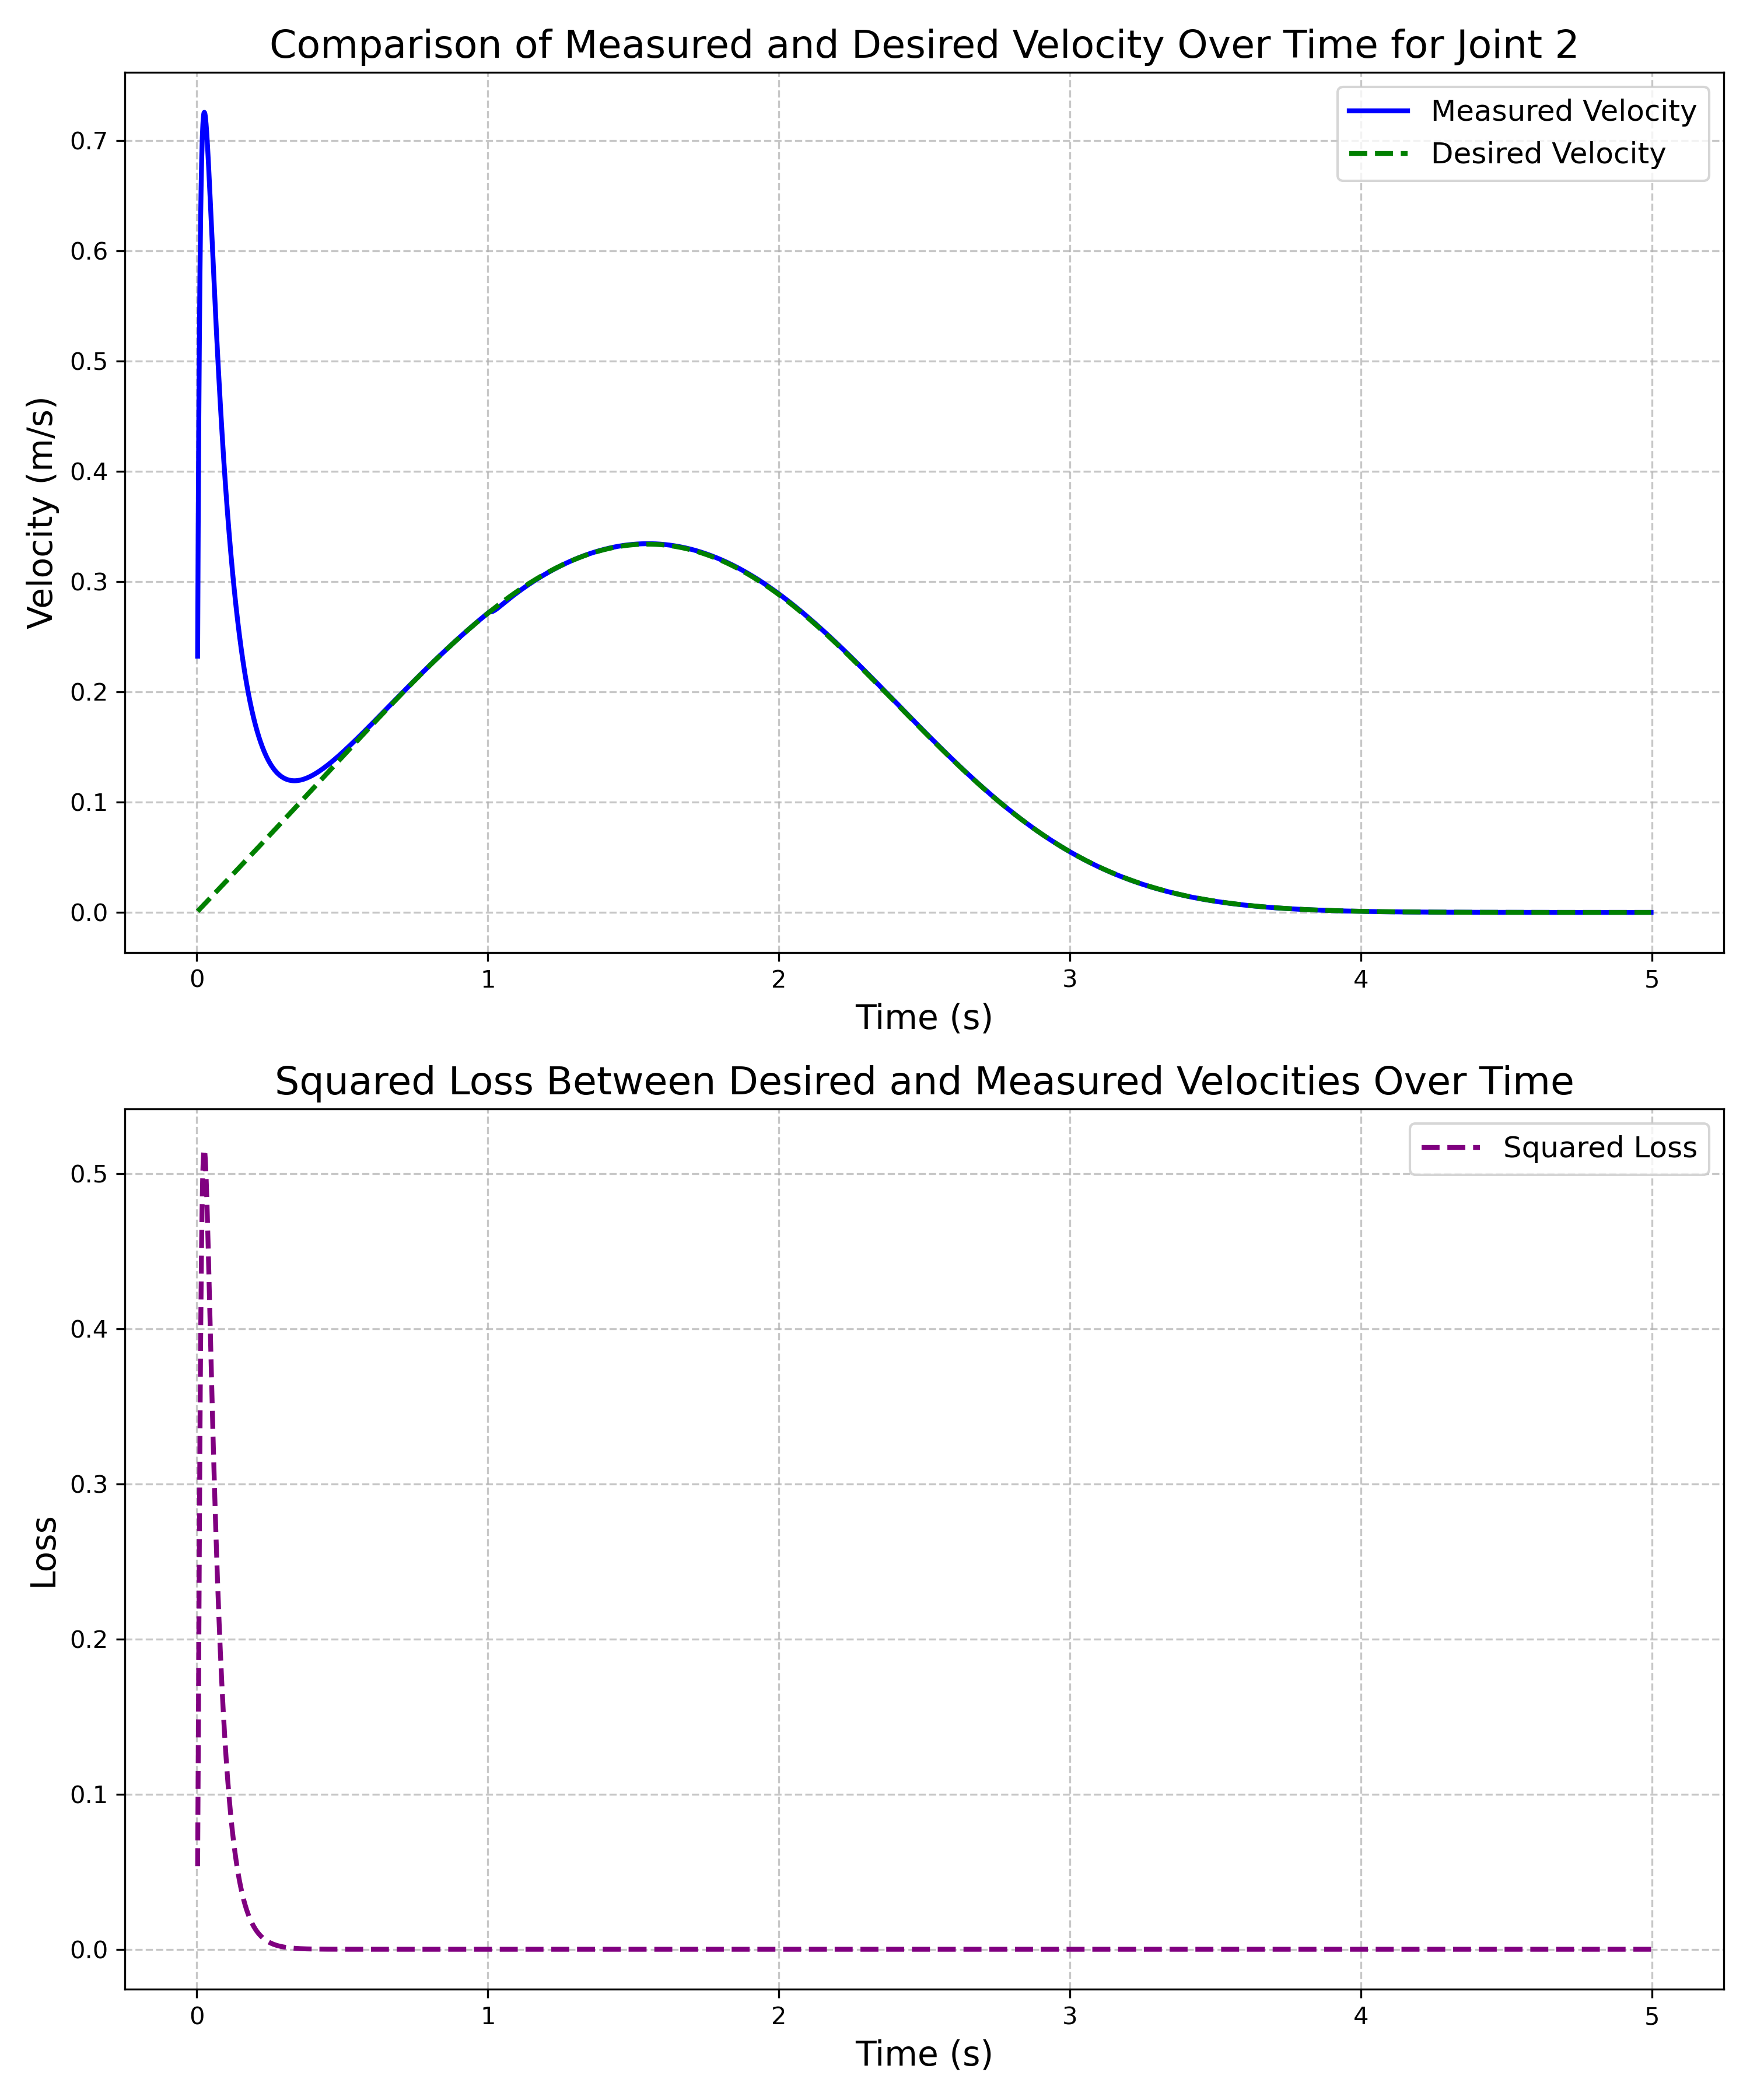 Comparison of Measured and Desired Velocity Over Time for Joint 2
Measured Velocity
Desired Velocity
Velocity (m/s)
0.7
0.6
0.5
0.4
0.3
0.2
0.1
0.0
0 1 2 3 4 5
Time (s)
Squared Loss Between Desired and Measured Velocities Over Time
Squared Loss
Loss
0.5
0.4
0.3
0.2
0.1
0.0
0 1 2 3 4 5
Time (s)